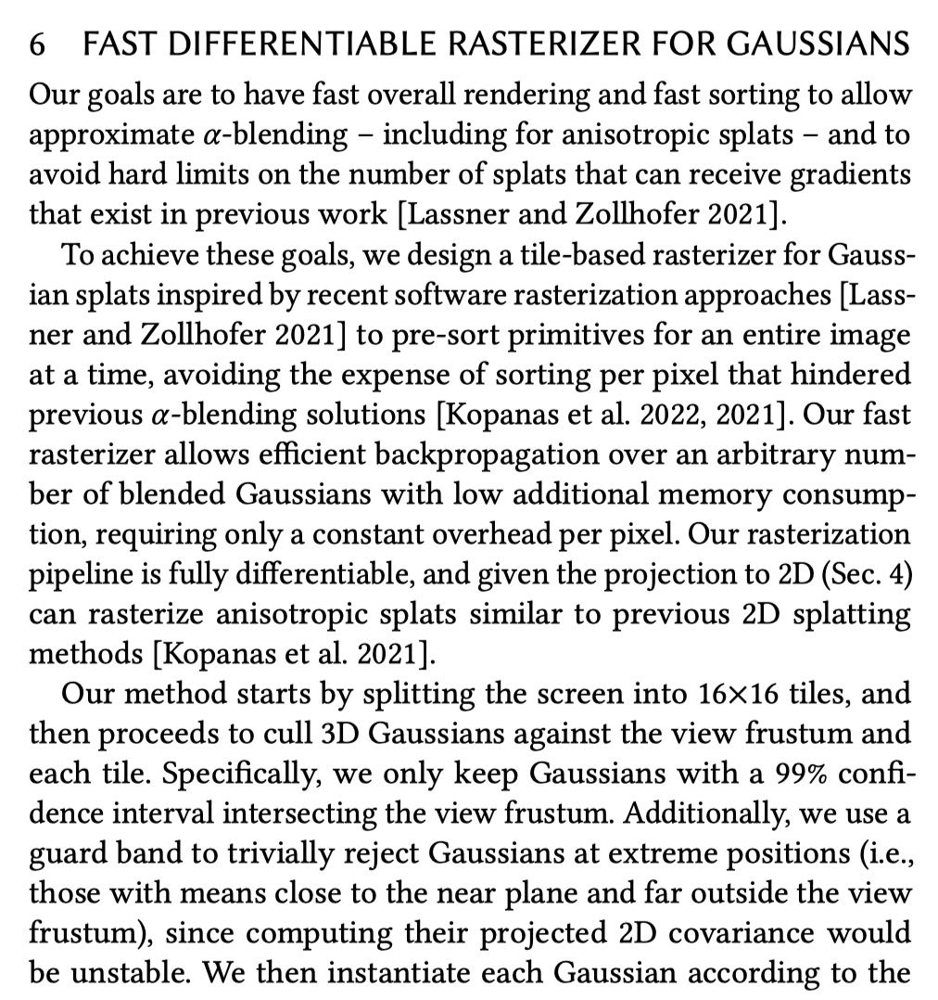 6 FAST DIFFERENTIABLE RASTERIZER FOR GAUSSIANS
Our goals are to have fast overall rendering and fast sorting to allow
approximate α-blending – including for anisotropic splats – and to
avoid hard limits on the number of splats that can receive gradients
that exist in previous work [Lassner and Zollhofer 2021].
To achieve these goals, we design a tile-based rasterizer for Gauss-
ian splats inspired by recent software rasterization approaches [Lass-
ner and Zollhofer 2021] to pre-sort primitives for an entire image
at a time, avoiding the expense of sorting per pixel that hindered
previous α-blending solutions [Kopanas et al. 2022, 2021]. Our fast
rasterizer allows efficient backpropagation over an arbitrary num-
ber of blended Gaussians with low additional memory consump-
tion, requiring only a constant overhead per pixel. Our rasterization
pipeline is fully differentiable, and given the projection to 2D (Sec. 4)
can rasterize anisotropic splats similar to previous 2D splatting
methods [Kopanas et al. 2021].
Our method starts by splitting the screen into 16×16 tiles, and
then proceeds to cull 3D Gaussians against the view frustum and
each tile. Specifically, we only keep Gaussians with a 99% confi-
dence interval intersecting the view frustum. Additionally, we use a
guard band to trivially reject Gaussians at extreme positions (i.e.,
those with means close to the near plane and far outside the view
frustum), since computing their projected 2D covariance would
be unstable. We then instantiate each Gaussian according to the